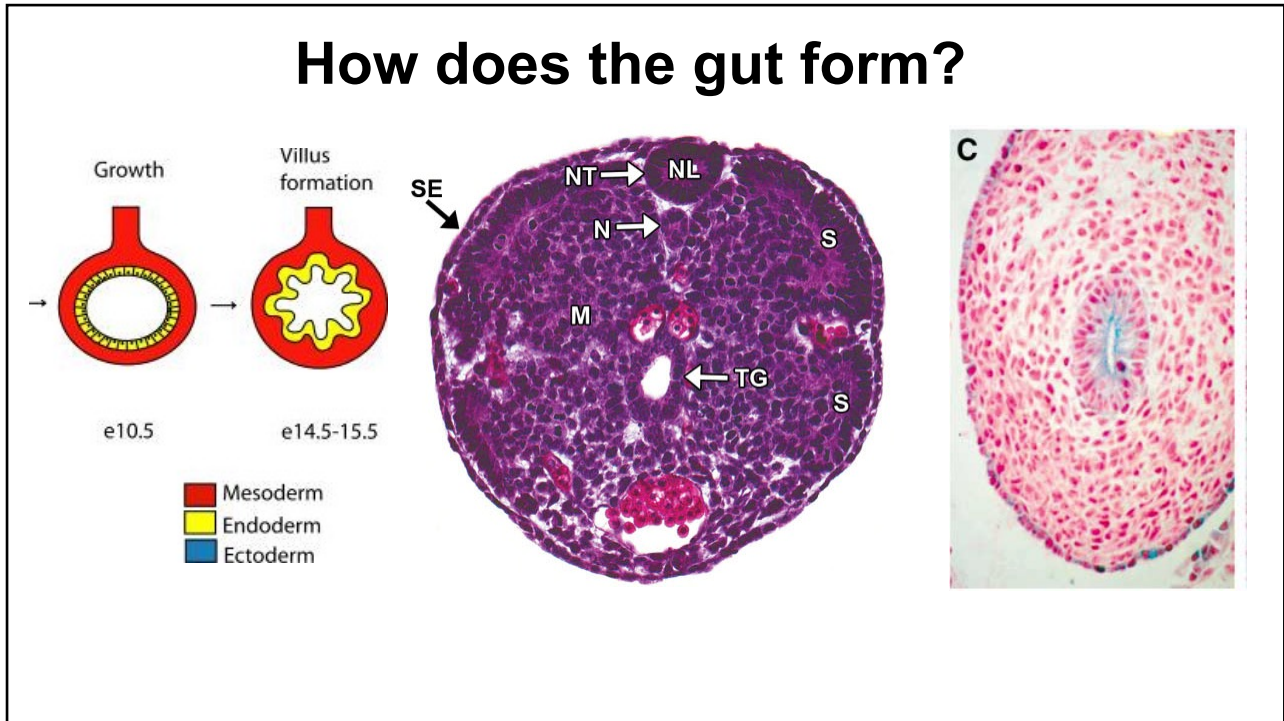 How does the gut form?
Growth
Villus
formation
→
→
e10.5
e14.5-15.5
Mesoderm
Endoderm
Ectoderm
SE
NT
NL
N
S
M
TG
S
C